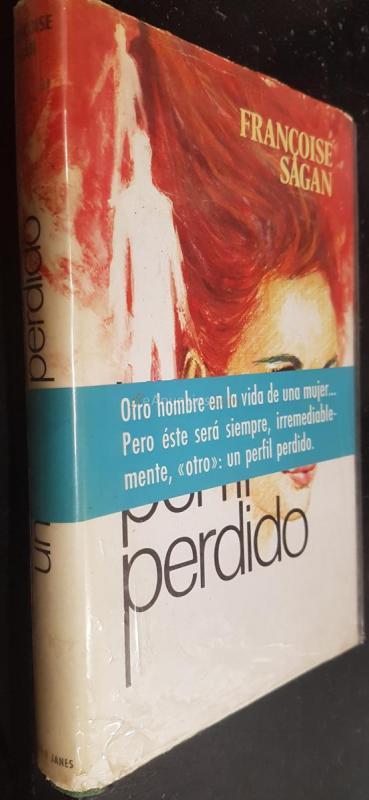 FRANÇOISE
SAGAN
Otro hombre en la vida de una mujer...
Pero éste será siempre, irremediable-
mente, «otro»: un perfil perdido.
perfil
perdido
SAGAN
un perdido
JANES